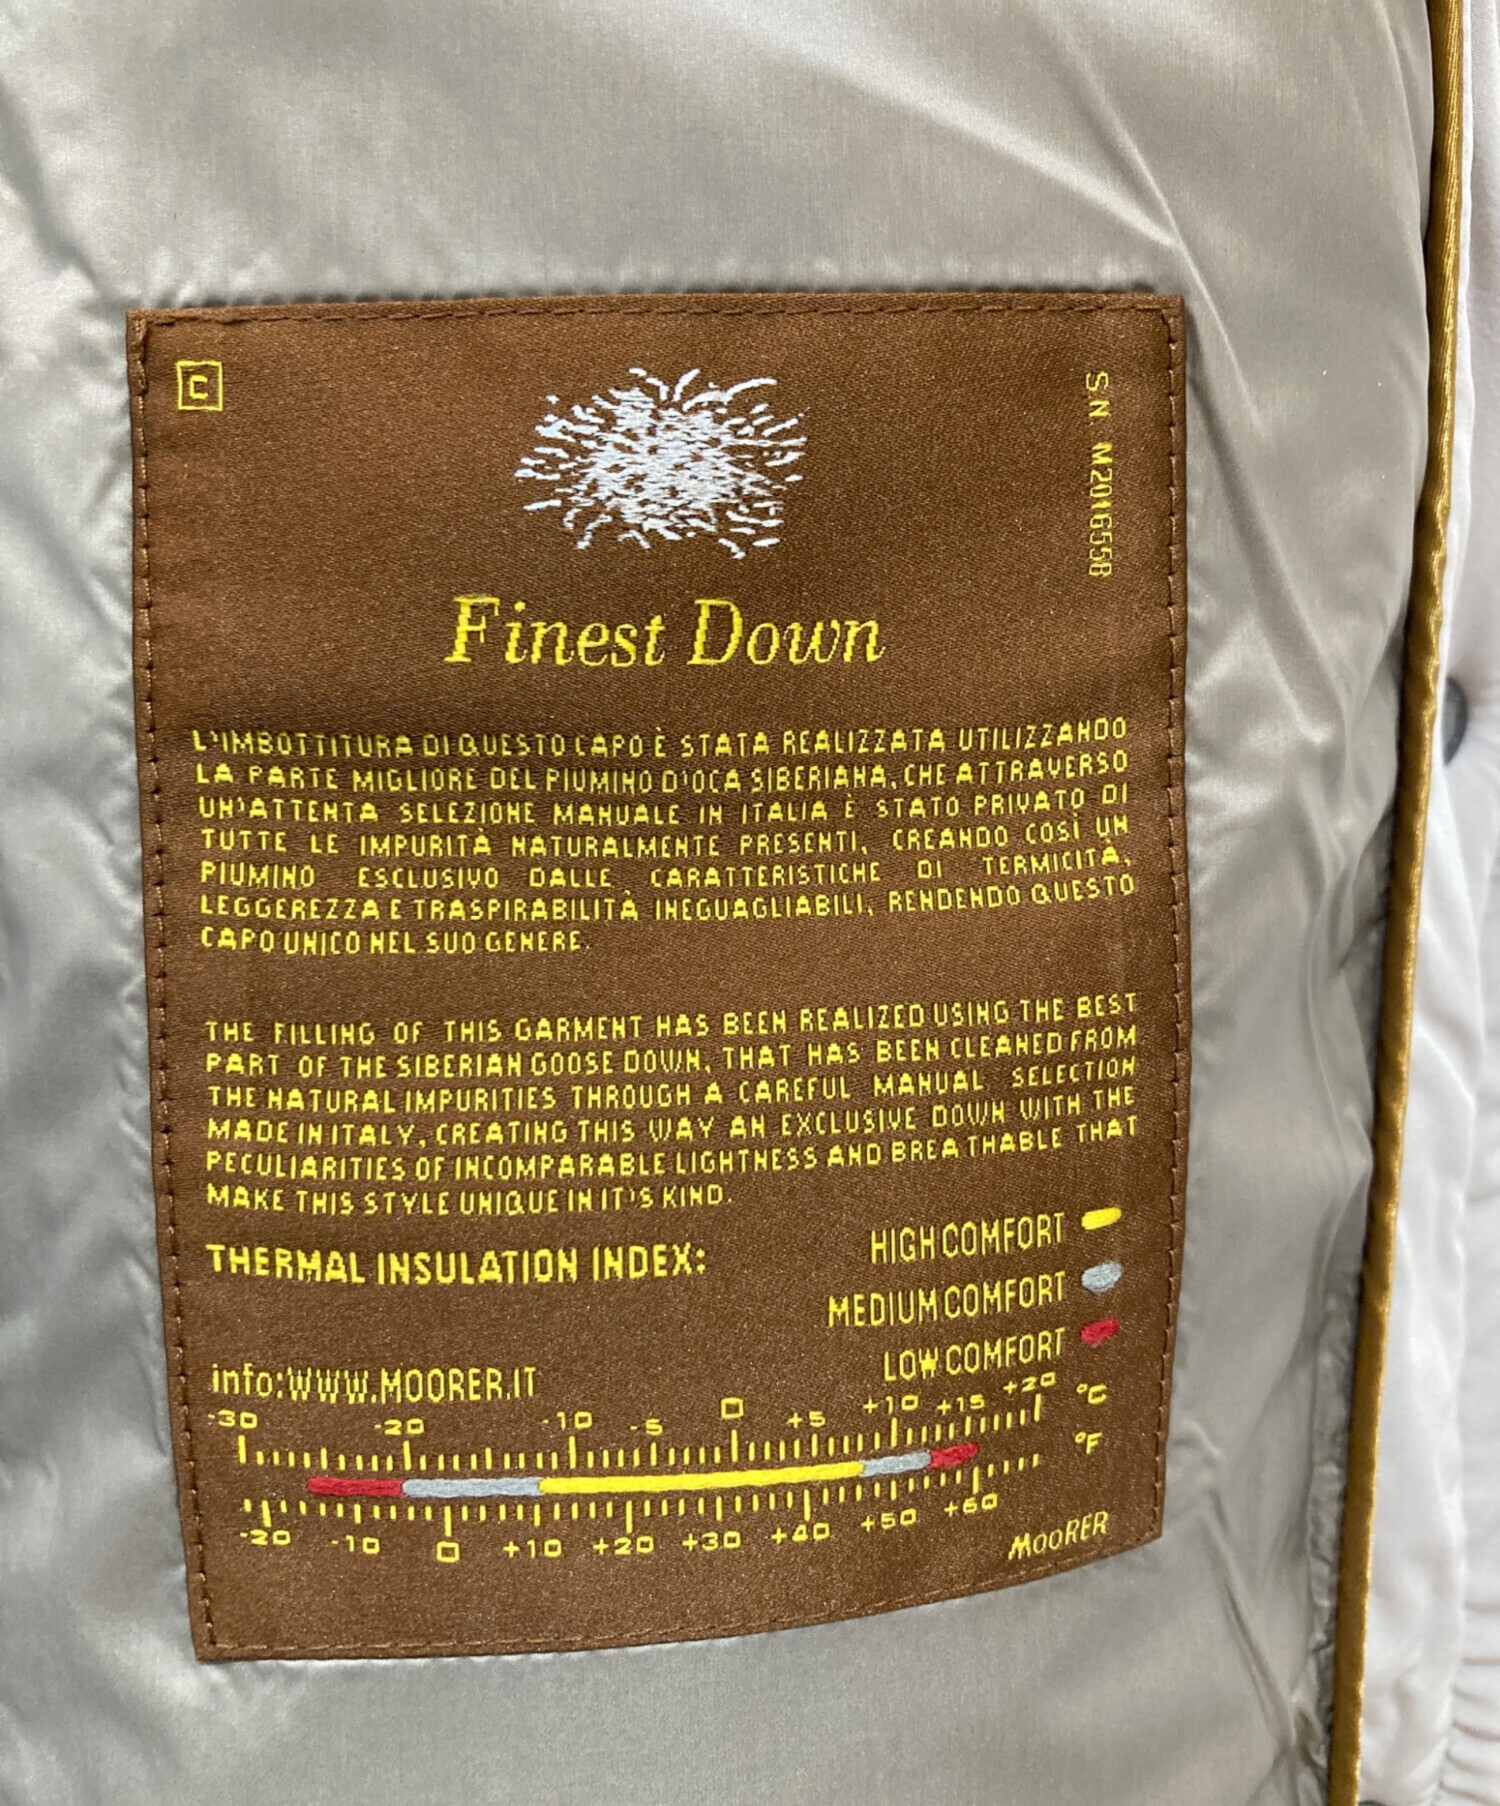 C
S.N. M2016558
Finest Down
L'IMBOTTITURA DI QUESTO CAPO È STATA REALIZZATA UTILIZZANDO
LA PARTE MIGLIORE DEL PIUMINO D'OCA SIBERIANA, CHE ATTRAVERSO
UN'ATTENTA SELEZIONE MANUALE IN ITALIA È STATO PRIVATO DI
TUTTE LE IMPURITÀ NATURALMENTE PRESENTI, CREANDO COSÌ UN
PIUMINO ESCLUSIVO DALLE CARATTERISTICHE DI TERMICITÀ,
LEGGEREZZA E TRASPIRABILITÀ INEGUAGLIABILI, RENDENDO QUESTO
CAPO UNICO NEL SUO GENERE.
THE FILLING OF THIS GARMENT HAS BEEN REALIZED USING THE BEST
PART OF THE SIBERIAN GOOSE DOWN, THAT HAS BEEN CLEANED FROM
THE NATURAL IMPURITIES THROUGH A CAREFUL MANUAL SELECTION
MADE IN ITALY, CREATING THIS WAY AN EXCLUSIVE DOWN WITH THE
PECULIARITIES OF INCOMPARABLE LIGHTNESS AND BREATHABLE THAT
MAKE THIS STYLE UNIQUE IN IT'S KIND.
THERMAL INSULATION INDEX:
HIGH COMFORT
MEDIUM COMFORT
LOW COMFORT
info:WWW.MOORER.IT
-30 -20 -10 -5 0 +5 +10 +15 +20 °C
°F
-20 -10 0 +10 +20 +30 +40 +50 +60
MOORER